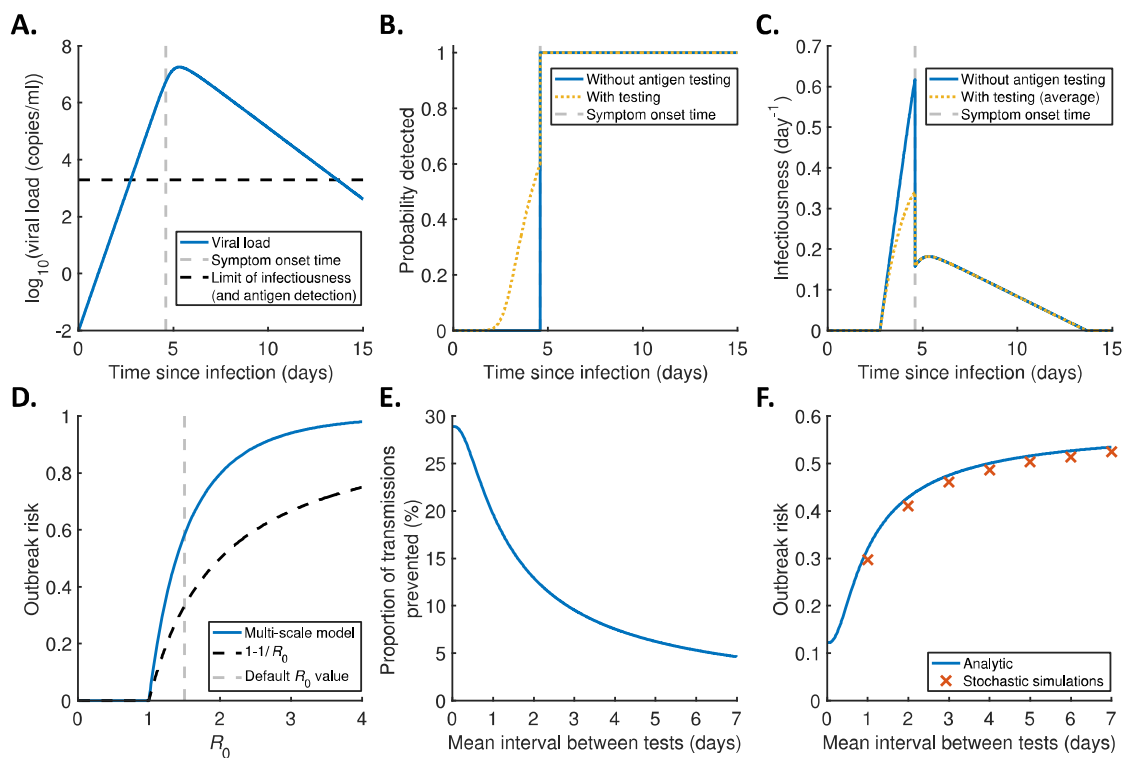 A.
log10(viral load (copies/ml))
8
6
4
2
0
-2
Viral load
Symptom onset time
Limit of infectiousness
(and antigen detection)
0 5 10 15
Time since infection (days)
B.
Probability detected
1
0.8
0.6
0.4
0.2
0
Without antigen testing
With testing
Symptom onset time
0 5 10 15
Time since infection (days)
C.
Infectiousness (day-1)
0.7
0.6
0.5
0.4
0.3
0.2
0.1
0
Without antigen testing
With testing (average)
Symptom onset time
0 5 10 15
Time since infection (days)
D.
Outbreak risk
1
0.8
0.6
0.4
0.2
0
Multi-scale model
1-1/R0
Default R0 value
0 1 2 3 4
R0
E.
Proportion of transmissions
prevented (%)
30
25
20
15
10
5
0
0 1 2 3 4 5 6 7
Mean interval between tests (days)
F.
Outbreak risk
0.6
0.5
0.4
0.3
0.2
0.1
0
Analytic
Stochastic simulations
0 1 2 3 4 5 6 7
Mean interval between tests (days)